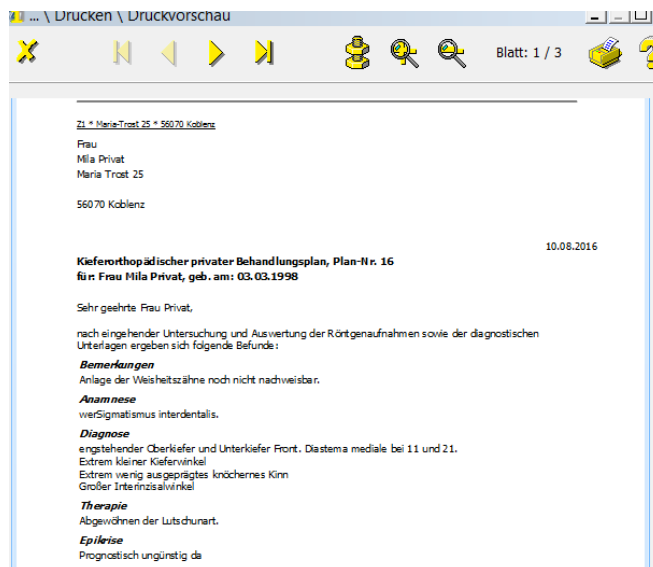 ... \ Drucken \ Druckvorschau
Blatt: 1 / 3
Z1 * Maria-Trost 25 * 56070 Koblenz
Frau
Mila Privat
Maria Trost 25
56070 Koblenz
10.08.2016
Kieferorthopädischer privater Behandlungsplan, Plan-Nr. 16
für: Frau Mila Privat, geb. am: 03.03.1998
Sehr geehrte Frau Privat,
nach eingehender Untersuchung und Auswertung der Röntgenaufnahmen sowie der diagnostischen
Unterlagen ergeben sich folgende Befunde:
Bemerkungen
Anlage der Weisheitszähne noch nicht nachweisbar.
Anamnese
werSigmatismus interdentalis.
Diagnose
engstehender Oberkiefer und Unterkiefer Front. Diastema mediale bei 11 und 21.
Extrem kleiner Kieferwinkel
Extrem wenig ausgeprägtes knöchernes Kinn
Großer Interinzisalwinkel
Therapie
Abgewöhnen der Lutschunart.
Epikrise
Prognostisch ungünstig da